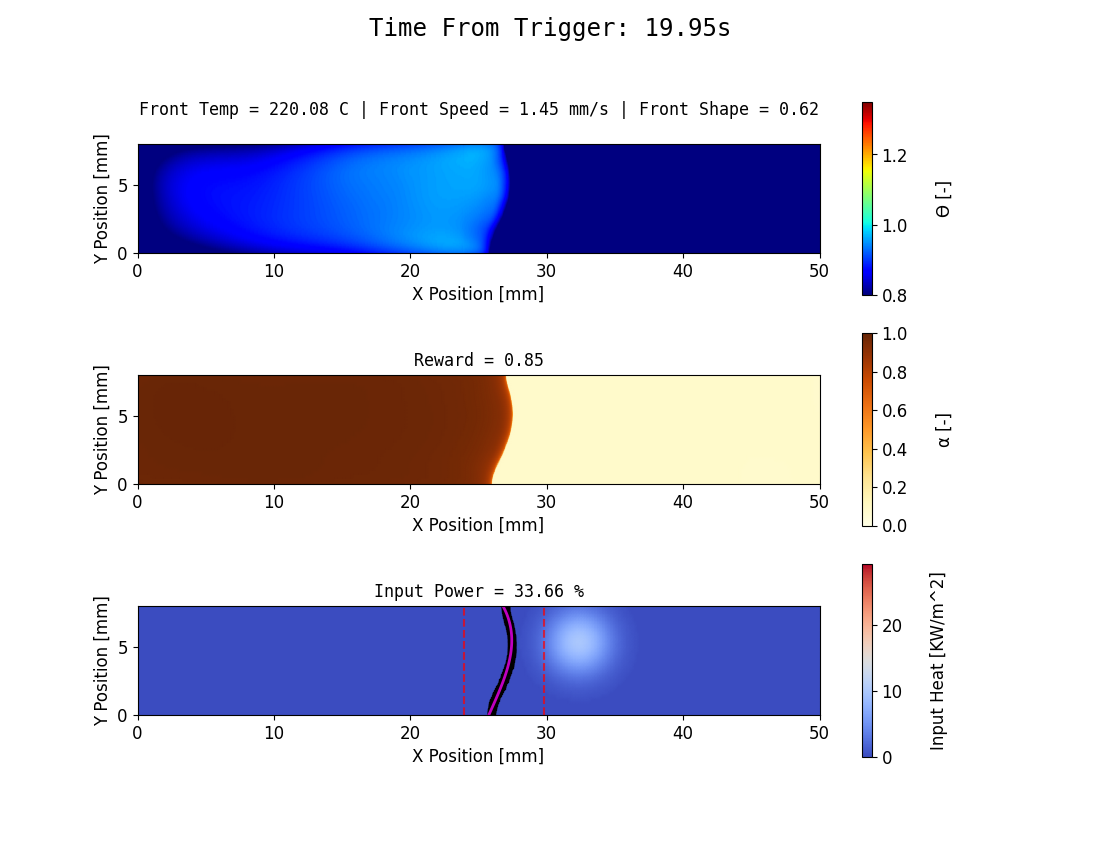 Time From Trigger: 19.95s
Front Temp = 220.08 C | Front Speed = 1.45 mm/s | Front Shape = 0.62
Y Position [mm]
5
0
0 10 20 30 40 50
X Position [mm]
1.2
1.0
0.8
Θ [-]
Reward = 0.85
Y Position [mm]
5
0
0 10 20 30 40 50
X Position [mm]
1.0
0.8
0.6
0.4
0.2
0.0
α [-]
Input Power = 33.66 %
Y Position [mm]
5
0
0 10 20 30 40 50
X Position [mm]
20
10
0
Input Heat [KW/m^2]